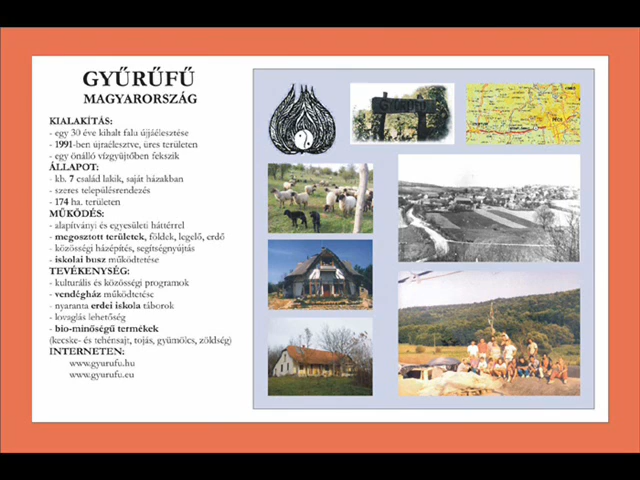 GYŰRŰFŰ
MAGYARORSZÁG
KIALAKÍTÁS:
- egy 30 éve kihalt falu újjáélesztése
- 1991-ben újraélesztve, üres területen
- egy önálló vízgyűjtőben fekszik
ÁLLAPOT:
- kb. 7 család lakik, saját házakban
- szeres településrendezés
- 174 ha. területen
MŰKÖDÉS:
- alapítványi és egyesületi háttérrel
- megosztott területek, földek, legelő, erdő
- közösségi házépítés, segítségnyújtás
- iskolai busz működtetése
TEVÉKENYSÉG:
- kulturális és közösségi programok
- vendégház működtetése
- nyaranta erdei iskola táborok
- lovaglás lehetőség
- bio-minőségű termékek
(kecske- és tehénsajt, tojás, gyümölcs, zöldség)
INTERNETEN:
www.gyurufu.hu
www.gyurufu.eu
GYŰRŰFŰ